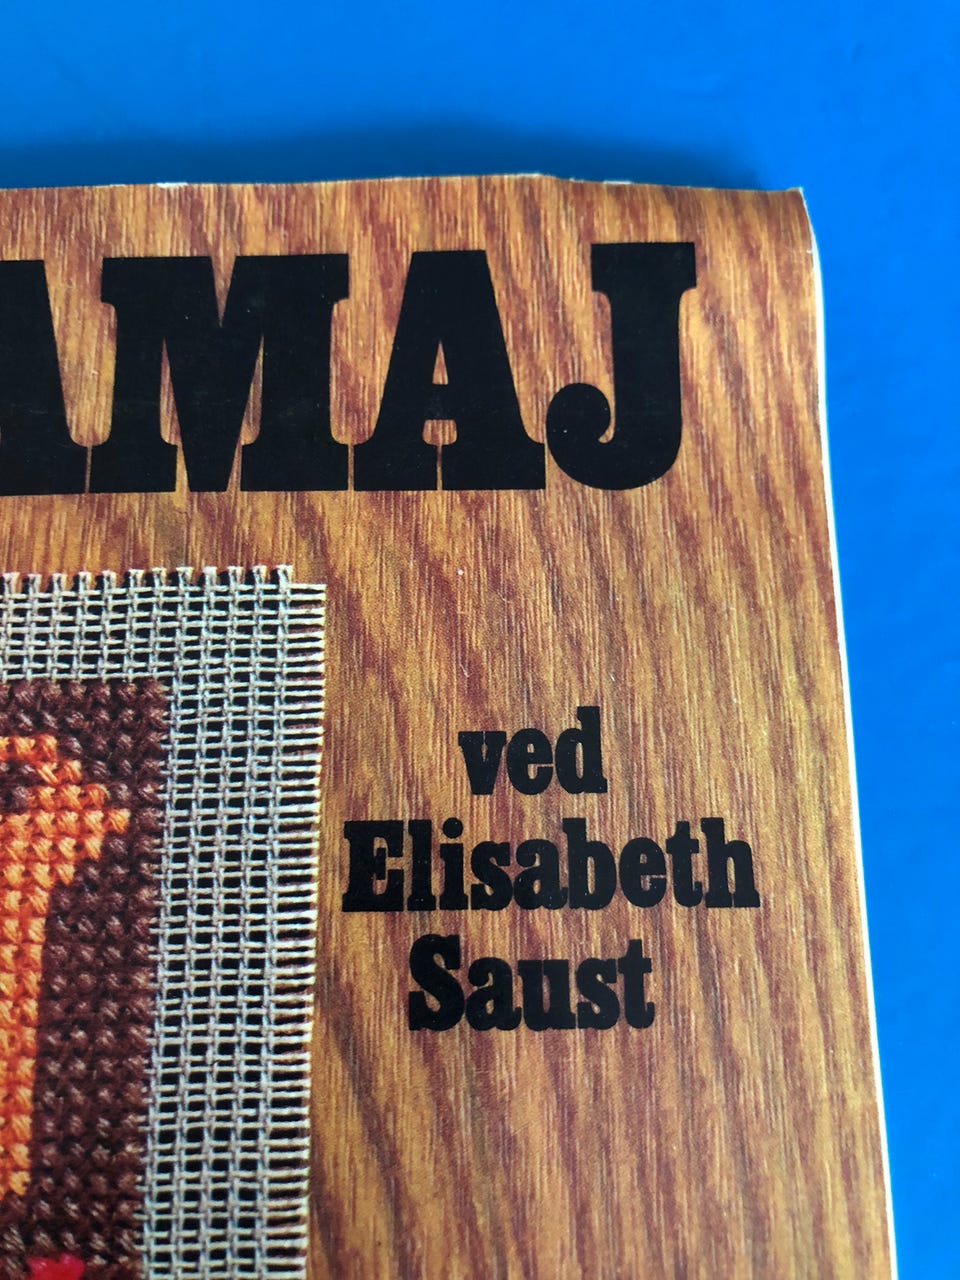 AMAJ
ved
Elisabeth
Saust